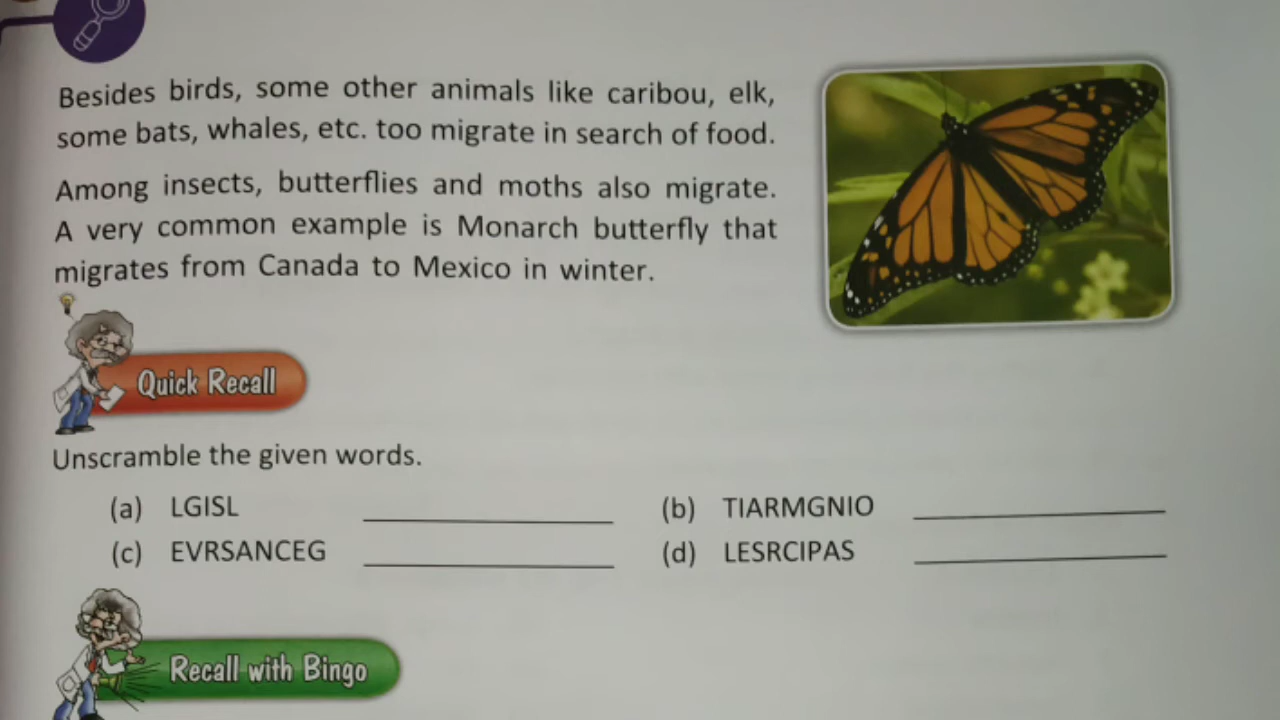 Besides birds, some other animals like caribou, elk,
some bats, whales, etc. too migrate in search of food.
Among insects, butterflies and moths also migrate.
A very common example is Monarch butterfly that
migrates from Canada to Mexico in winter.
Quick Recall
Unscramble the given words.
(a) LGISL (b) TIARMGNIO
(c) EVRSANCEG (d) LESRCIPAS
Recall with Bingo